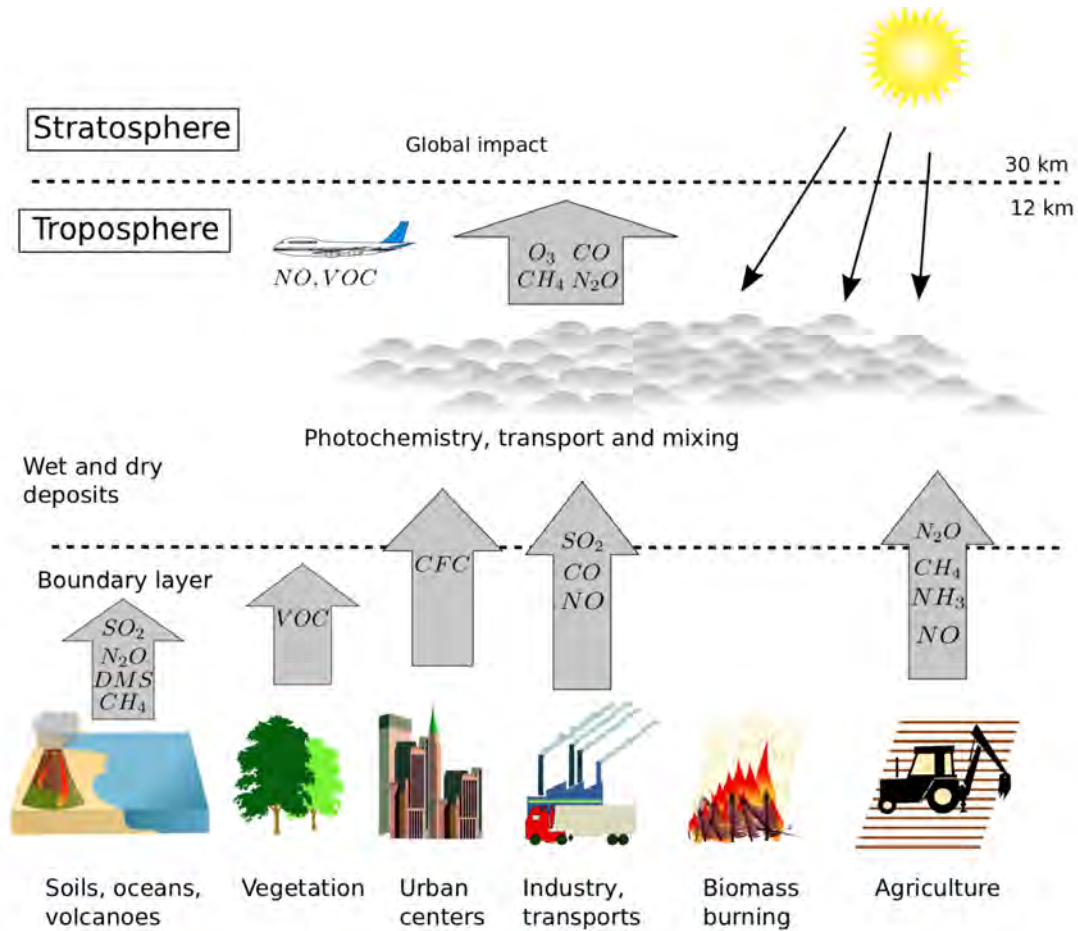 Stratosphere
Global impact
30 km
12 km
Troposphere
NO, VOC
O₃ CO
CH₄ N₂O
Photochemistry, transport and mixing
Wet and dry
deposits
Boundary layer
SO₂
N₂O
DMS
CH₄
VOC
CFC
SO₂
CO
NO
N₂O
CH₄
NH₃
NO
Soils, oceans,
volcanoes
Vegetation
Urban
centers
Industry,
transports
Biomass
burning
Agriculture